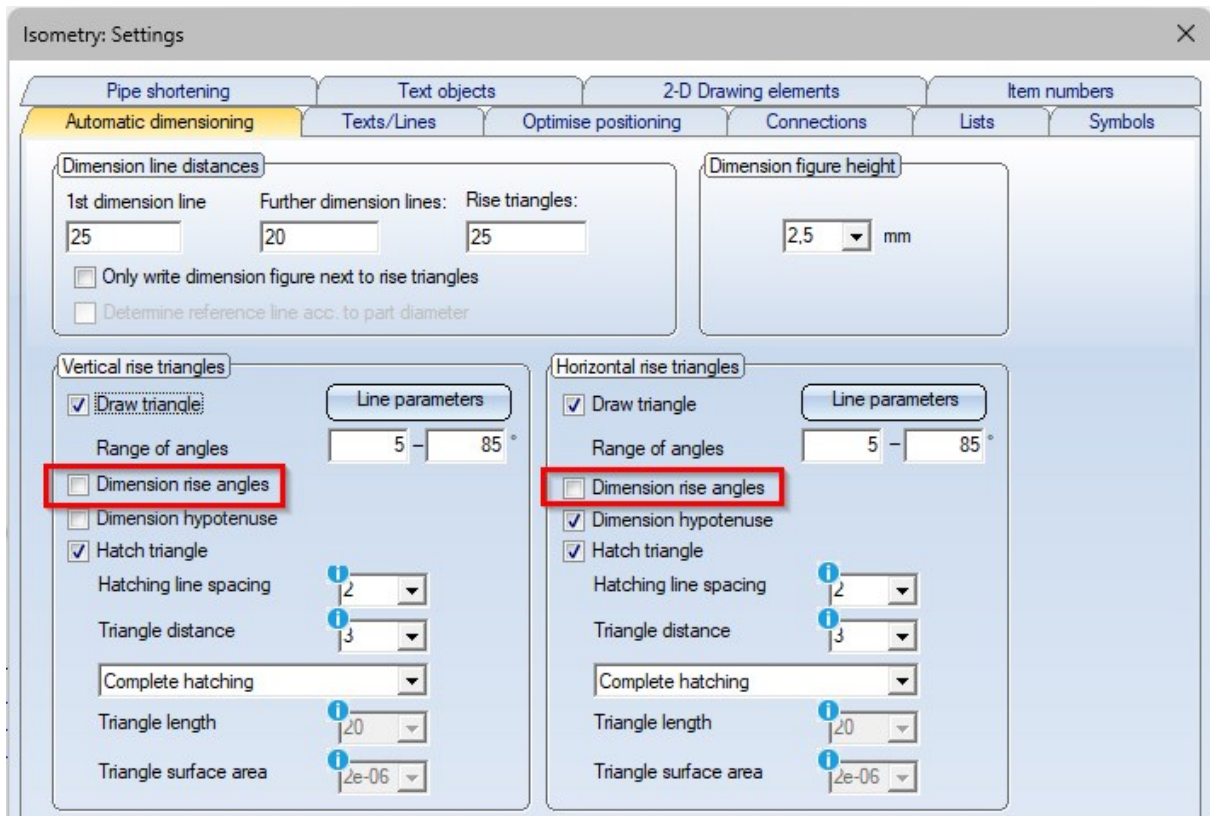 Isometry: Settings
Pipe shortening Text objects 2-D Drawing elements Item numbers
Automatic dimensioning Texts/Lines Optimise positioning Connections Lists Symbols
Dimension line distances Dimension figure height
1st dimension line Further dimension lines: Rise triangles:
25 20 25 2,5 mm
Only write dimension figure next to rise triangles
Determine reference line acc. to part diameter
Vertical rise triangles Horizontal rise triangles
Draw triangle Line parameters Draw triangle Line parameters
Range of angles 5 – 85 ° Range of angles 5 – 85 °
Dimension rise angles Dimension rise angles
Dimension hypotenuse Dimension hypotenuse
Hatch triangle Hatch triangle
Hatching line spacing 2 Hatching line spacing 2
Triangle distance 3 Triangle distance 3
Complete hatching Complete hatching
Triangle length 20 Triangle length 20
Triangle surface area 2e-06 Triangle surface area 2e-06